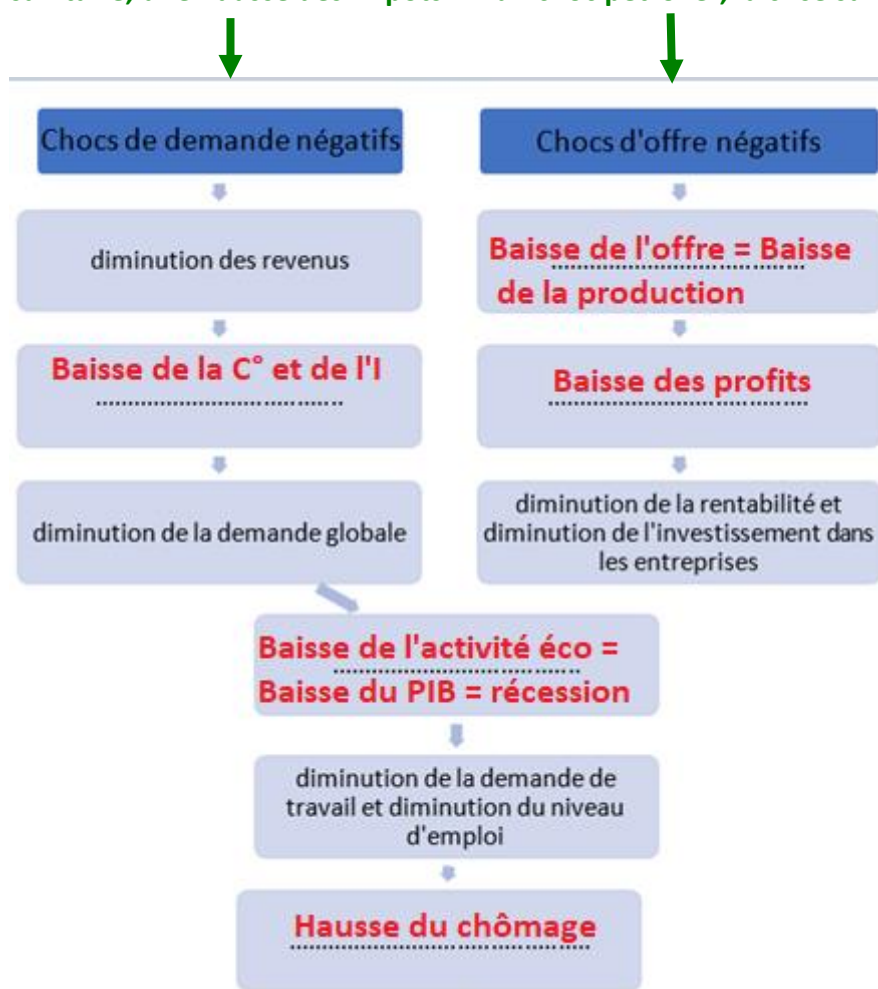 Chocs de demande négatifs
diminution des revenus
Baisse de la C° et de l'I
diminution de la demande globale
Chocs d'offre négatifs
Baisse de l'offre = Baisse
de la production
Baisse des profits
diminution de la rentabilité et
diminution de l'investissement dans
les entreprises
Baisse de l'activité éco =
Baisse du PIB = récession
diminution de la demande de
travail et diminution du niveau
d'emploi
Hausse du chômage